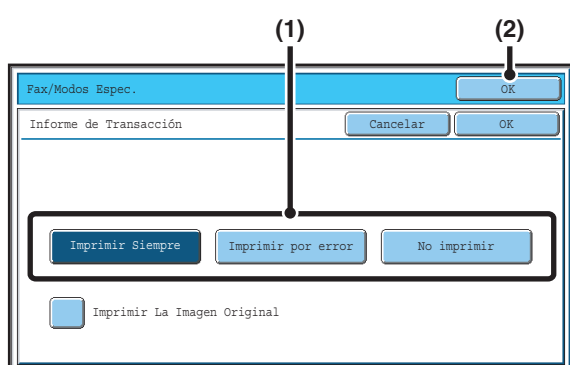 (1) (2)
Fax/Modos Espec. OK
Informe de Transacción Cancelar OK
Imprimir Siempre Imprimir por error No imprimir
Imprimir La Imagen Original